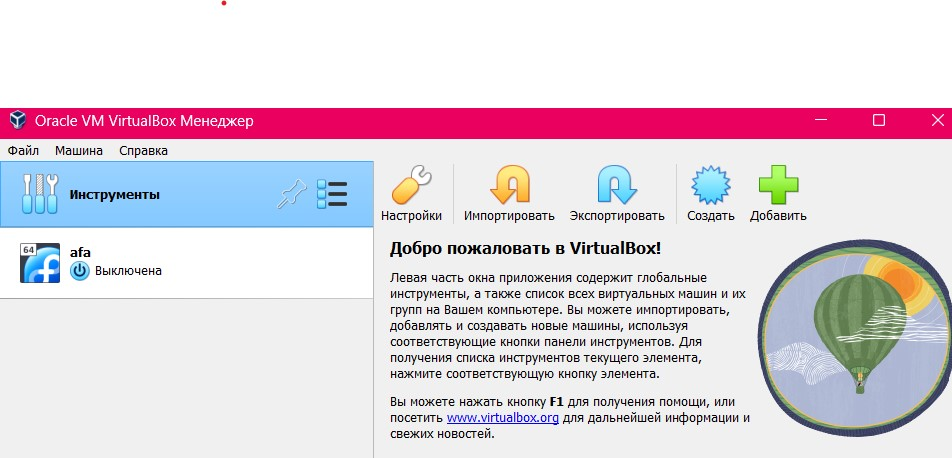 Oracle VM VirtualBox Менеджер
Файл Машина Справка
Инструменты
Настройки Импортировать Экспортировать Создать Добавить
64
afa
Выключена
Добро пожаловать в VirtualBox!
Левая часть окна приложения содержит глобальные
инструменты, а также список всех виртуальных машин и их
групп на Вашем компьютере. Вы можете импортировать,
добавлять и создавать новые машины, используя
соответствующие кнопки панели инструментов. Для
получения списка инструментов текущего элемента,
нажмите соответствующую кнопку элемента.
Вы можете нажать кнопку F1 для получения помощи, или
посетить www.virtualbox.org для дальнейшей информации и
свежих новостей.